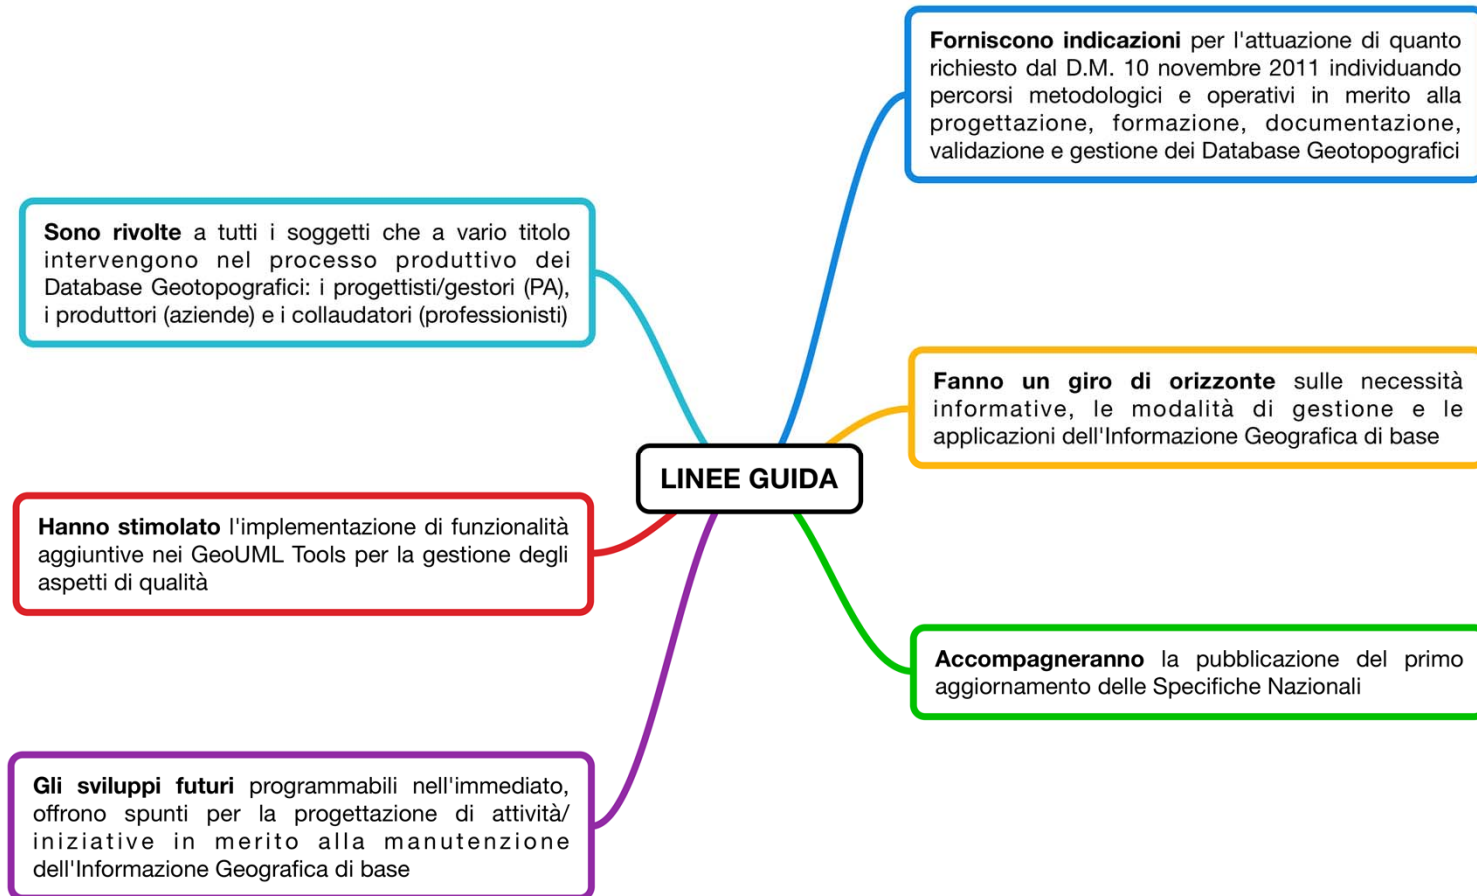 Forniscono indicazioni per l'attuazione di quanto
richiesto dal D.M. 10 novembre 2011 individuando
percorsi metodologici e operativi in merito alla
progettazione, formazione, documentazione,
validazione e gestione dei Database Geotopografici
Sono rivolte a tutti i soggetti che a vario titolo
intervengono nel processo produttivo dei
Database Geotopografici: i progettisti/gestori (PA),
i produttori (aziende) e i collaudatori (professionisti)
Fanno un giro di orizzonte sulle necessità
informative, le modalità di gestione e le
applicazioni dell'Informazione Geografica di base
LINEE GUIDA
Hanno stimolato l'implementazione di funzionalità
aggiuntive nei GeoUML Tools per la gestione degli
aspetti di qualità
Accompagneranno la pubblicazione del primo
aggiornamento delle Specifiche Nazionali
Gli sviluppi futuri programmabili nell'immediato,
offrono spunti per la progettazione di attività/
iniziative in merito alla manutenzione
dell'Informazione Geografica di base